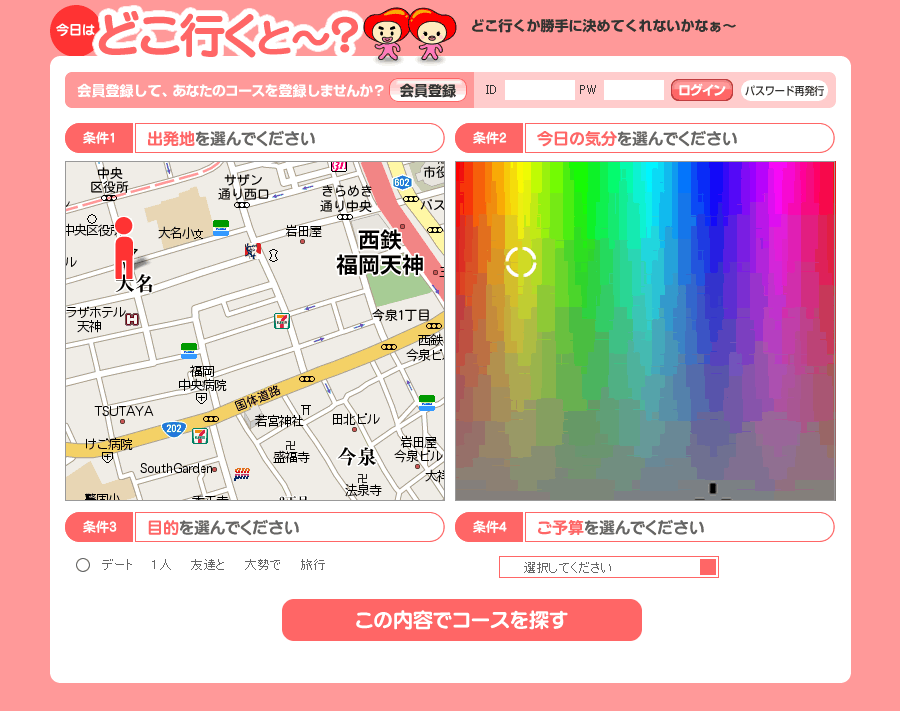 今日は
どこ行くと〜?
どこ行くか勝手に決めてくれないかなぁ〜
会員登録して、あなたのコースを登録しませんか?
会員登録
ID
PW
ログイン
パスワード再発行
条件1
出発地を選んでください
条件2
今日の気分を選んでください
中央
区役所
サザン
通り西口
きらめき
通り中央
602
市役
バス
中央区役所
大名小
岩田屋
西鉄
福岡天神
ル
大名
ラザホテル
天神
今泉1丁目
西鉄
今泉ビル
福岡
中央病院
国体道路
TSUTAYA
202
けご病院
若宮神社
田北ビル
盛福寺
今泉
岩田屋
今泉ビル
SouthGarden
法泉寺
警固小
条件3
目的を選んでください
条件4
ご予算を選んでください
デート
1人
友達と
大勢で
旅行
選択してください
この内容でコースを探す